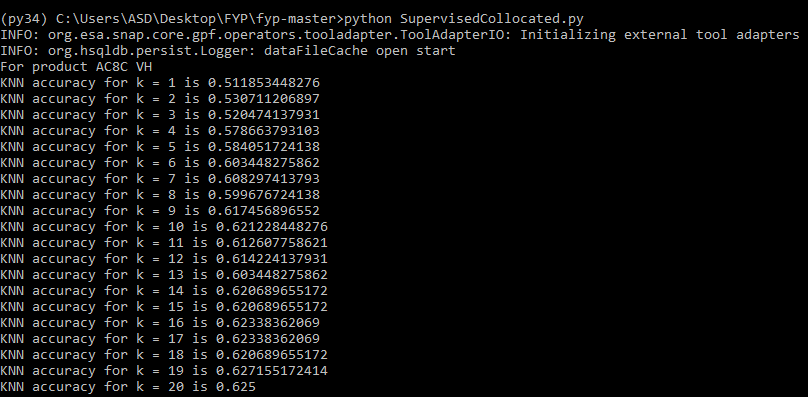 (py34) C:\Users\ASD\Desktop\FYP\fyp-master>python SupervisedCollocated.py
INFO: org.esa.snap.core.gpf.operators.tooladapter.ToolAdapterIO: Initializing external tool adapters
INFO: org.hsqldb.persist.Logger: dataFileCache open start
For product AC8C VH
KNN accuracy for k = 1 is 0.511853448276
KNN accuracy for k = 2 is 0.530711206897
KNN accuracy for k = 3 is 0.520474137931
KNN accuracy for k = 4 is 0.578663793103
KNN accuracy for k = 5 is 0.584051724138
KNN accuracy for k = 6 is 0.603448275862
KNN accuracy for k = 7 is 0.608297413793
KNN accuracy for k = 8 is 0.599676724138
KNN accuracy for k = 9 is 0.617456896552
KNN accuracy for k = 10 is 0.621228448276
KNN accuracy for k = 11 is 0.612607758621
KNN accuracy for k = 12 is 0.614224137931
KNN accuracy for k = 13 is 0.603448275862
KNN accuracy for k = 14 is 0.620689655172
KNN accuracy for k = 15 is 0.620689655172
KNN accuracy for k = 16 is 0.62338362069
KNN accuracy for k = 17 is 0.62338362069
KNN accuracy for k = 18 is 0.620689655172
KNN accuracy for k = 19 is 0.627155172414
KNN accuracy for k = 20 is 0.625